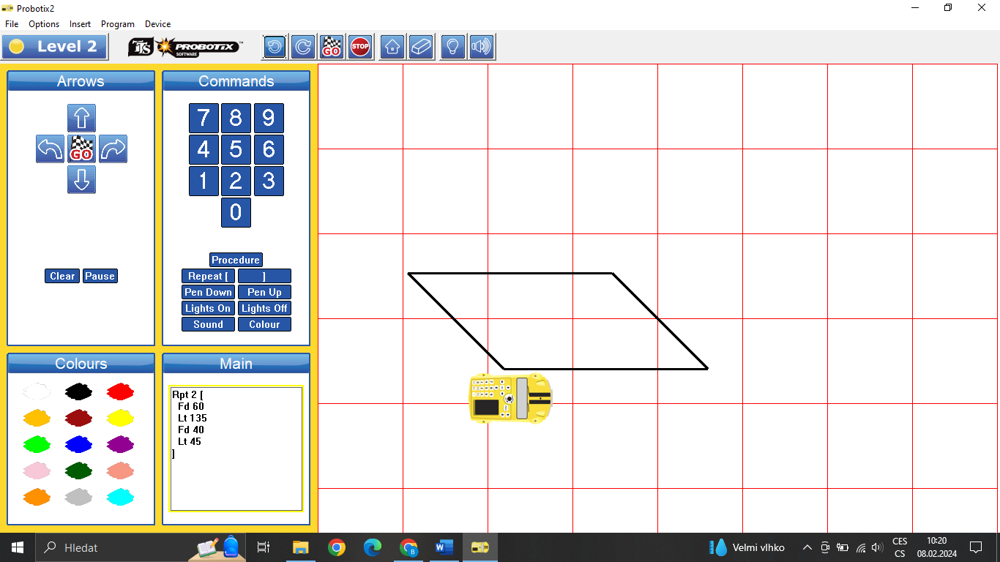 Probotix2
File Options Insert Program Device
Level 2
TTS PROBOTIX™
SOFTWARE
GO
STOP
Arrows
GO
Clear Pause
Commands
7 8 9
4 5 6
1 2 3
0
Procedure
Repeat [ ]
Pen Down Pen Up
Lights On Lights Off
Sound Colour
Colours
Main
Rpt 2 [
Fd 60
Lt 135
Fd 40
Lt 45
]
Hledat
Velmi vlhko
CES
CS
10:20
08.02.2024